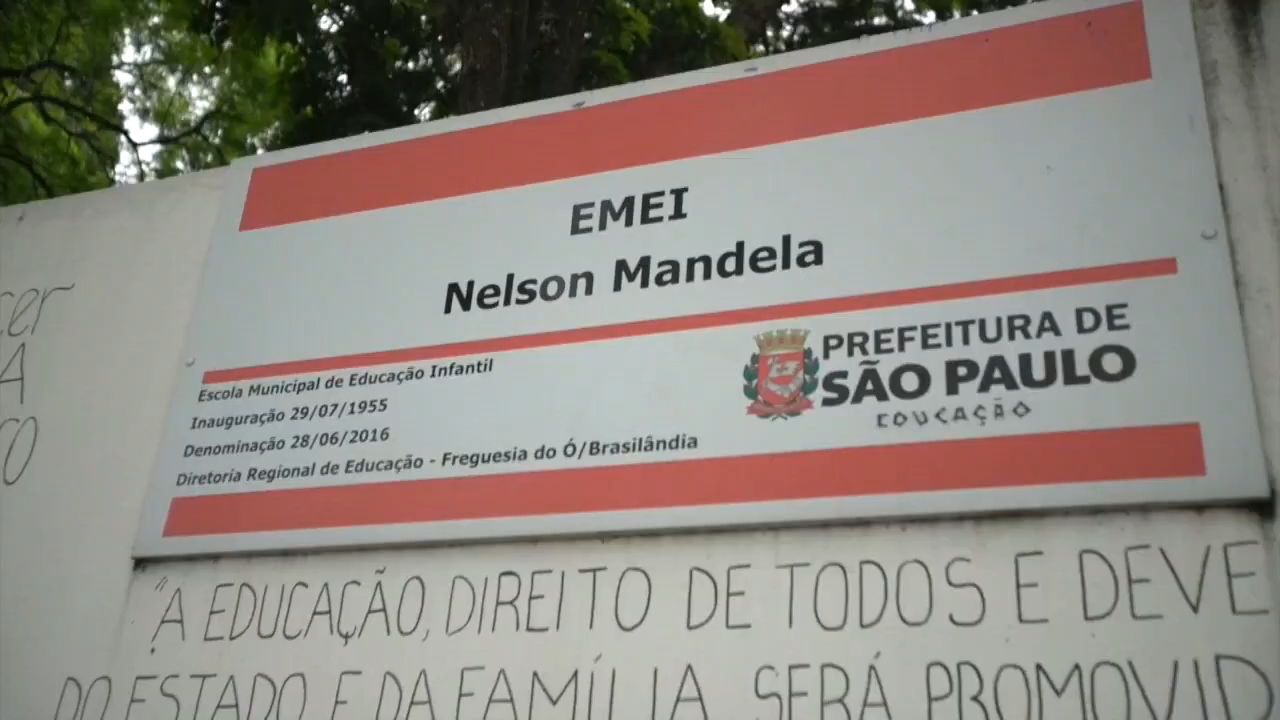 EMEI
Nelson Mandela
Escola Municipal de Educação Infantil
Inauguração 29/07/1955
Denominação 28/06/2016
Diretoria Regional de Educação - Freguesia do Ó/Brasilândia
PREFEITURA DE
SÃO PAULO
EDUCAÇÃO
"A EDUCAÇÃO, DIREITO DE TODOS E DEVE
DO ESTADO E DA FAMÍLIA, SERÁ PROMOVID